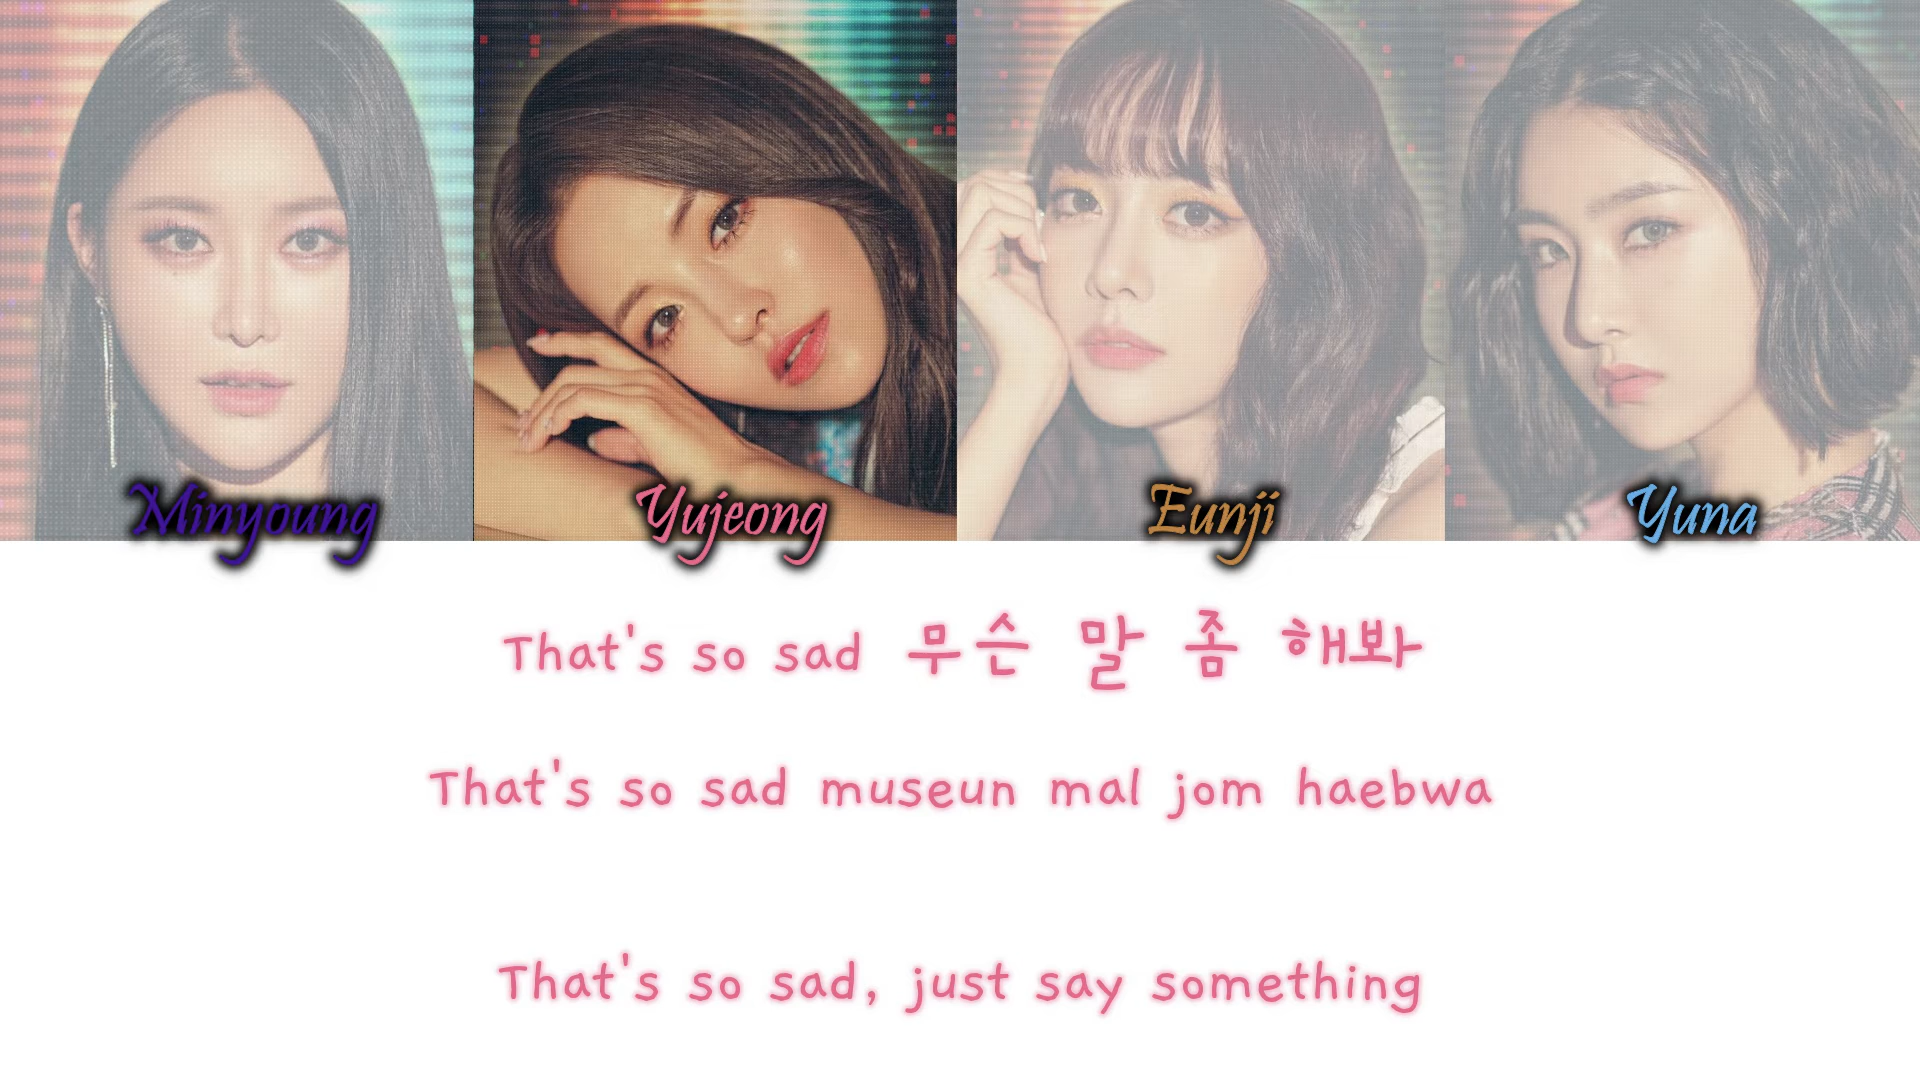 Minyoung Yujeong Eunji Yuna
That's so sad 무슨 말 좀 해봐
That's so sad museun mal jom haebwa
That's so sad, just say something